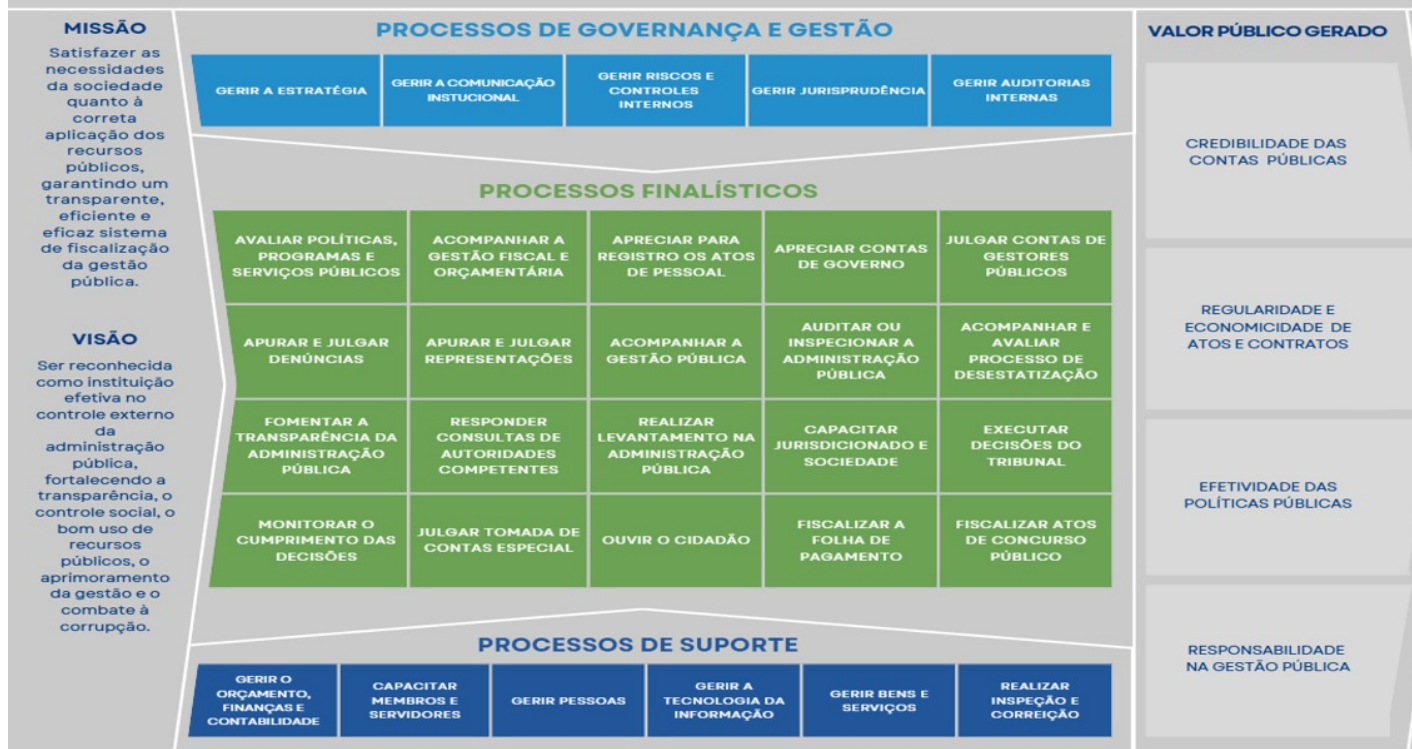 MISSÃO
Satisfazer as
necessidades
da sociedade
quanto à
correta
aplicação dos
recursos
públicos,
garantindo um
transparente,
eficiente e
eficaz sistema
de fiscalização
da gestão
pública.
VISÃO
Ser reconhecida
como instituição
efetiva no
controle externo
da
administração
pública,
fortalecendo a
transparência, o
controle social, o
bom uso de
recursos
públicos, o
aprimoramento
da gestão e o
combate à
corrupção.
PROCESSOS DE GOVERNANÇA E GESTÃO
GERIR A ESTRATÉGIA
GERIR A COMUNICAÇÃO
INSTUCIONAL
GERIR RISCOS E
CONTROLES
INTERNOS
GERIR JURISPRUDÊNCIA
GERIR AUDITORIAS
INTERNAS
PROCESSOS FINALÍSTICOS
AVALIAR POLÍTICAS,
PROGRAMAS E
SERVIÇOS PÚBLICOS
ACOMPANHAR A
GESTÃO FISCAL E
ORÇAMENTÁRIA
APRECIAR PARA
REGISTRO OS ATOS
DE PESSOAL
APRECIAR CONTAS
DE GOVERNO
JULGAR CONTAS DE
GESTORES
PÚBLICOS
APURAR E JULGAR
DENÚNCIAS
APURAR E JULGAR
REPRESENTAÇÕES
ACOMPANHAR A
GESTÃO PÚBLICA
AUDITAR OU
INSPECIONAR A
ADMINISTRAÇÃO
PÚBLICA
ACOMPANHAR E
AVALIAR
PROCESSO DE
DESESTATIZAÇÃO
FOMENTAR A
TRANSPARÊNCIA DA
ADMINISTRAÇÃO
PÚBLICA
RESPONDER
CONSULTAS DE
AUTORIDADES
COMPETENTES
REALIZAR
LEVANTAMENTO NA
ADMINISTRAÇÃO
PÚBLICA
CAPACITAR
JURISDICIONADO E
SOCIEDADE
EXECUTAR
DECISÕES DO
TRIBUNAL
MONITORAR O
CUMPRIMENTO DAS
DECISÕES
JULGAR TOMADA DE
CONTAS ESPECIAL
OUVIR O CIDADÃO
FISCALIZAR A
FOLHA DE
PAGAMENTO
FISCALIZAR ATOS
DE CONCURSO
PÚBLICO
PROCESSOS DE SUPORTE
GERIR O
ORÇAMENTO,
FINANÇAS E
CONTABILIDADE
CAPACITAR
MEMBROS E
SERVIDORES
GERIR PESSOAS
GERIR A
TECNOLOGIA DA
INFORMAÇÃO
GERIR BENS E
SERVIÇOS
REALIZAR
INSPEÇÃO E
CORREIÇÃO
VALOR PÚBLICO GERADO
CREDIBILIDADE DAS
CONTAS PÚBLICAS
REGULARIDADE E
ECONOMICIDADE DE
ATOS E CONTRATOS
EFETIVIDADE DAS
POLÍTICAS PÚBLICAS
RESPONSABILIDADE
NA GESTÃO PÚBLICA